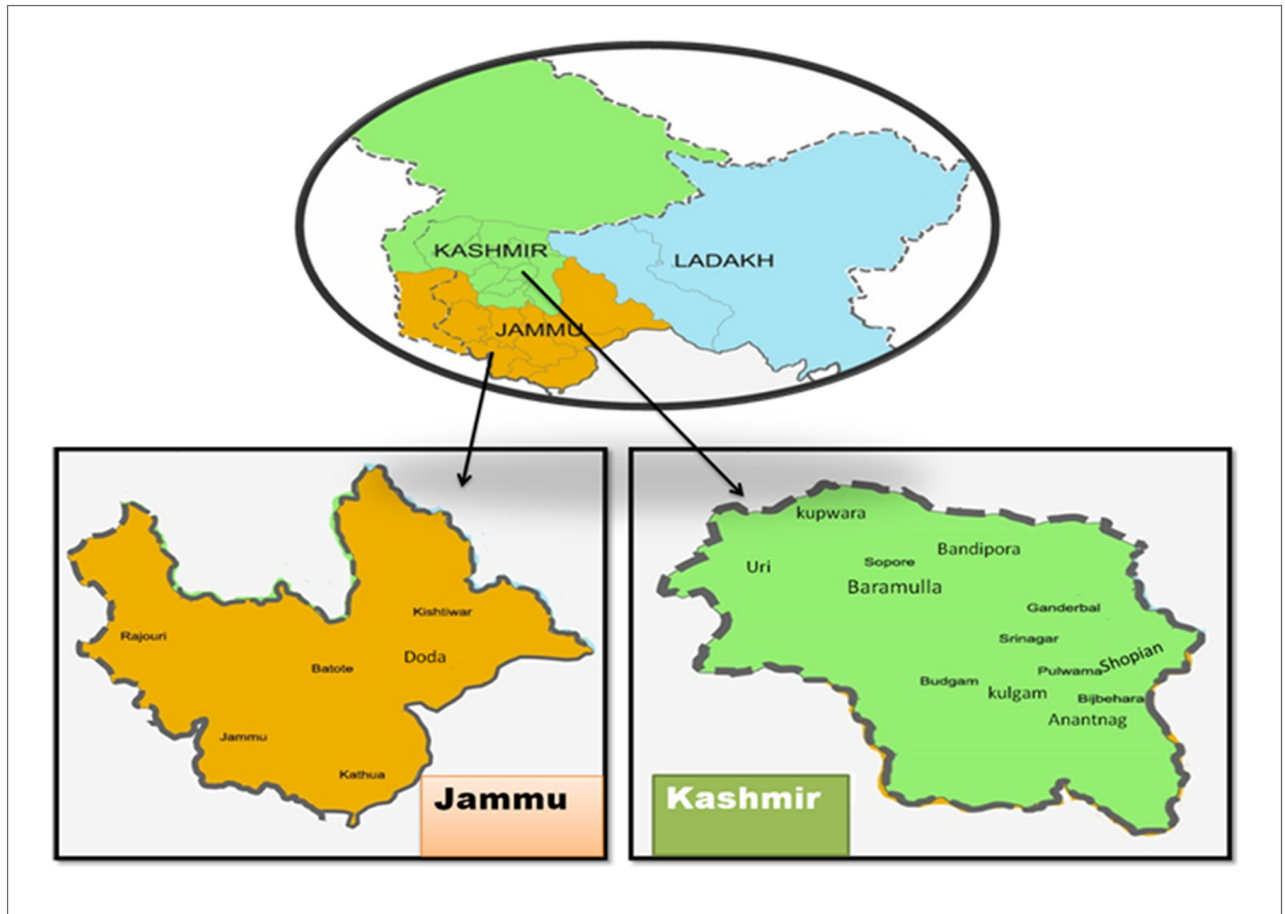 KASHMIR
LADAKH
JAMMU
Kishtiwar
Rajouri
Batote
Doda
Jammu
Kathua
Jammu
kupwara
Bandipora
Sopore
Uri
Baramulla
Ganderbal
Srinagar
Shopian
Pulwama
Budgam
kulgam
Bijbehara
Anantnag
Kashmir